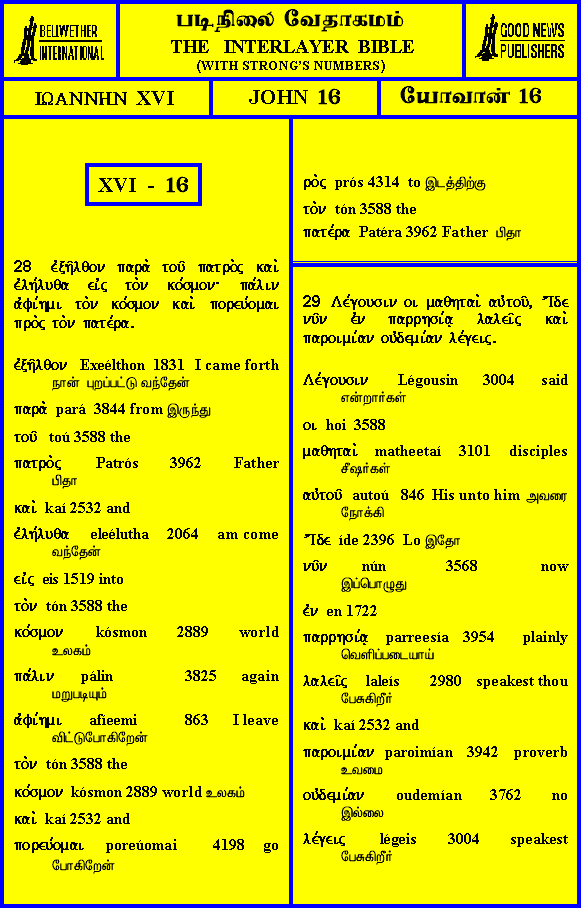 BELLWETHER
INTERNATIONAL
படிநிலை வேதாகமம்
THE INTERLAYER BIBLE
(WITH STRONG'S NUMBERS)
GOOD NEWS
PUBLISHERS
ΙΩΑΝΝΗΝ XVI
JOHN 16
யோவான் 16
XVI - 16
28 ἐξῆλθον παρὰ τοῦ πατρὸς καὶ
ἐλήλυθα εἰς τὸν κόσμον· πάλιν
ἀφίημι τὸν κόσμον καὶ πορεύομαι
πρὸς τὸν πατέρα.
ἐξῆλθον Exeélthon 1831 I came forth
நான் புறப்பட்டு வந்தேன்
παρὰ pará 3844 from இருந்து
τοῦ toú 3588 the
πατρὸς Patrós 3962 Father
பிதா
καὶ kaí 2532 and
ἐλήλυθα eleélutha 2064 am come
வந்தேன்
εἰς eis 1519 into
τὸν tón 3588 the
κόσμον kósmon 2889 world
உலகம்
πάλιν pálin 3825 again
மறுபடியும்
ἀφίημι afíeemi 863 I leave
விட்டுபோகிறேன்
τὸν tón 3588 the
κόσμον kósmon 2889 world உலகம்
καὶ kaí 2532 and
πορεύομαι poreúomai 4198 go
போகிறேன்
ρὸς prós 4314 to இடத்திற்கு
τὸν tón 3588 the
πατέρα Patéra 3962 Father பிதா
29 Λέγουσιν οι μαθηταὶ αὐτοῦ, Ἴδε
νῦν ἐν παρρησίᾳ λαλεῖς καὶ
παροιμίαν οὐδεμίαν λέγεις.
Λέγουσιν Légousin 3004 said
என்றார்கள்
οι hoi 3588
μαθηταὶ matheetaí 3101 disciples
சீஷர்கள்
αὐτοῦ autoú 846 His unto him அவரை
நோக்கி
Ἴδε íde 2396 Lo இதோ
νῦν nún 3568 now
இப்பொழுது
ἐν en 1722
παρρησίᾳ parreesía 3954 plainly
வெளிப்படையாய்
λαλεῖς laleís 2980 speakest thou
பேசுகிறீர்
καὶ kaí 2532 and
παροιμίαν paroimían 3942 proverb
உவமை
οὐδεμίαν oudemían 3762 no
இல்லை
λέγεις légeis 3004 speakest
பேசுகிறீர்